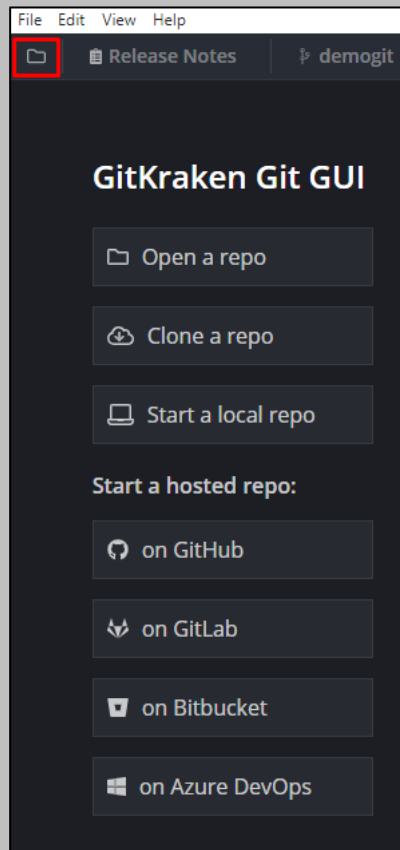 File Edit View Help
Release Notes demogit
GitKraken Git GUI
Open a repo
Clone a repo
Start a local repo
Start a hosted repo:
on GitHub
on GitLab
on Bitbucket
on Azure DevOps